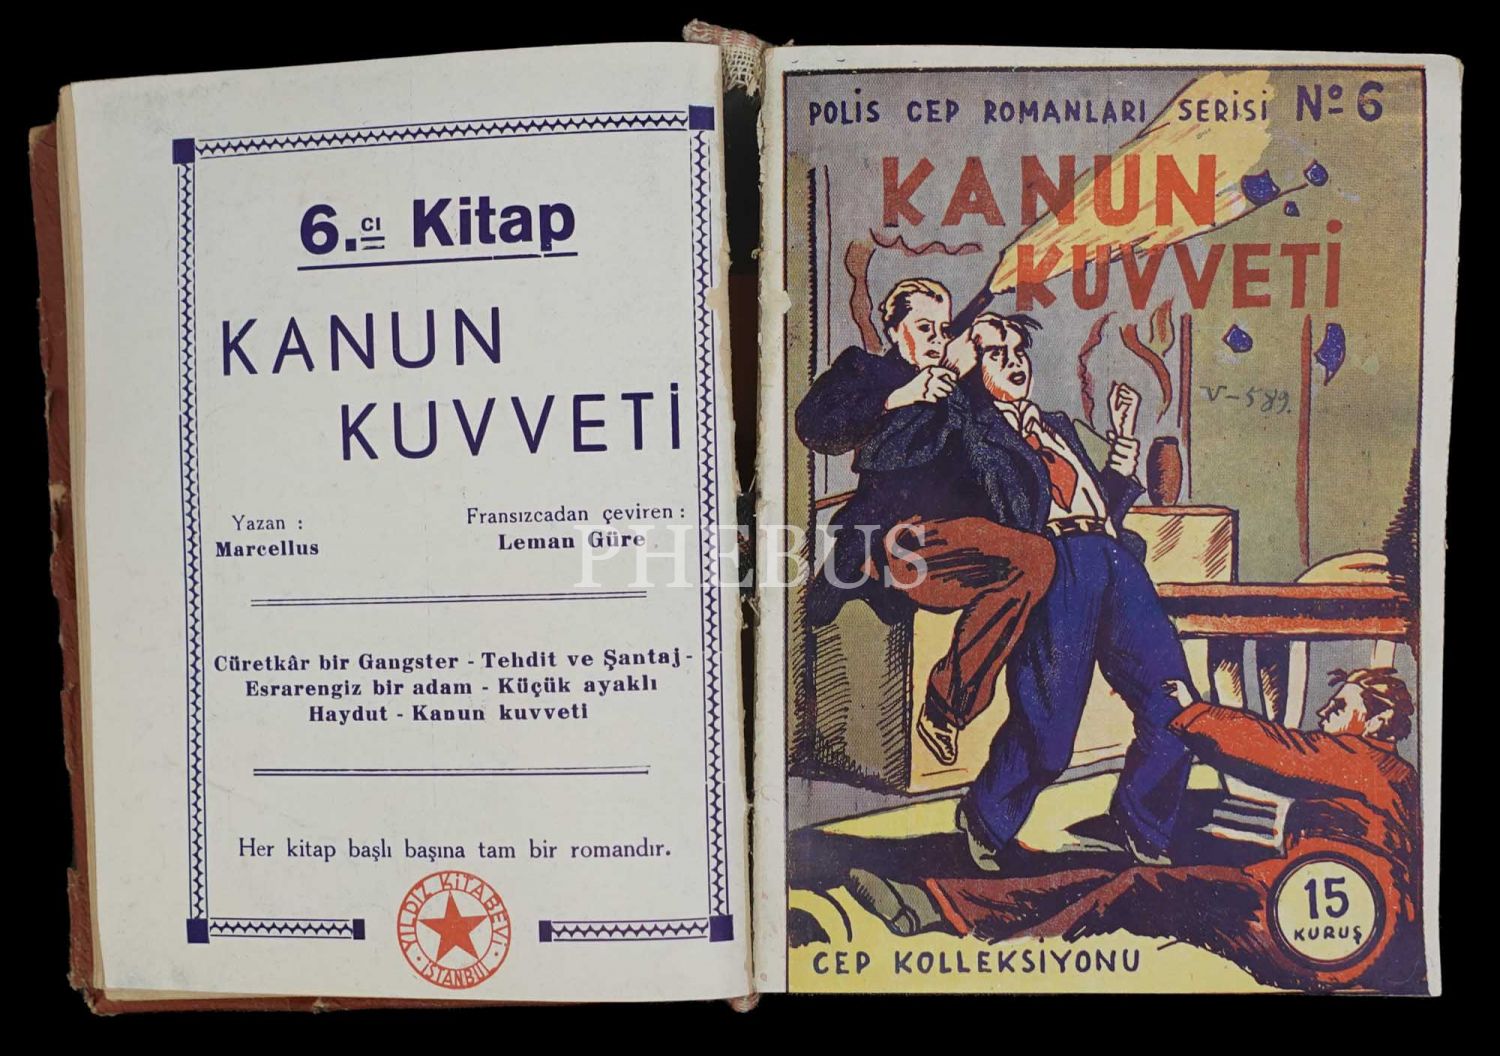 6.cı Kitap
KANUN
KUVVETİ
Yazan :
Marcellus
Fransızcadan çeviren :
Leman Güre
Cüretkâr bir Gangster - Tehdit ve Şantaj -
Esrarengiz bir adam - Küçük ayaklı
Haydut - Kanun kuvveti
Her kitap başlı başına tam bir romandır.
YILDIZ KİTABEVİ
İSTANBUL
POLİS CEP ROMANLARI SERİSİ Nº 6
KANUN
KUVVETİ
V-589.
15
KURUŞ
CEP KOLLEKSİYONU
PHEBUS